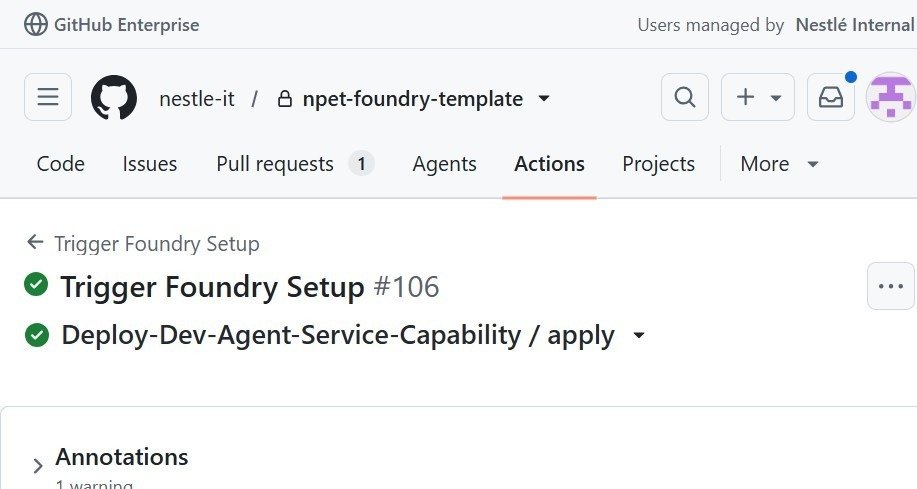 GitHub Enterprise
Users managed by Nestlé Internal
nestle-it / npet-foundry-template
Code Issues Pull requests 1 Agents Actions Projects More
Trigger Foundry Setup
Trigger Foundry Setup #106
Deploy-Dev-Agent-Service-Capability / apply
Annotations
1 warning